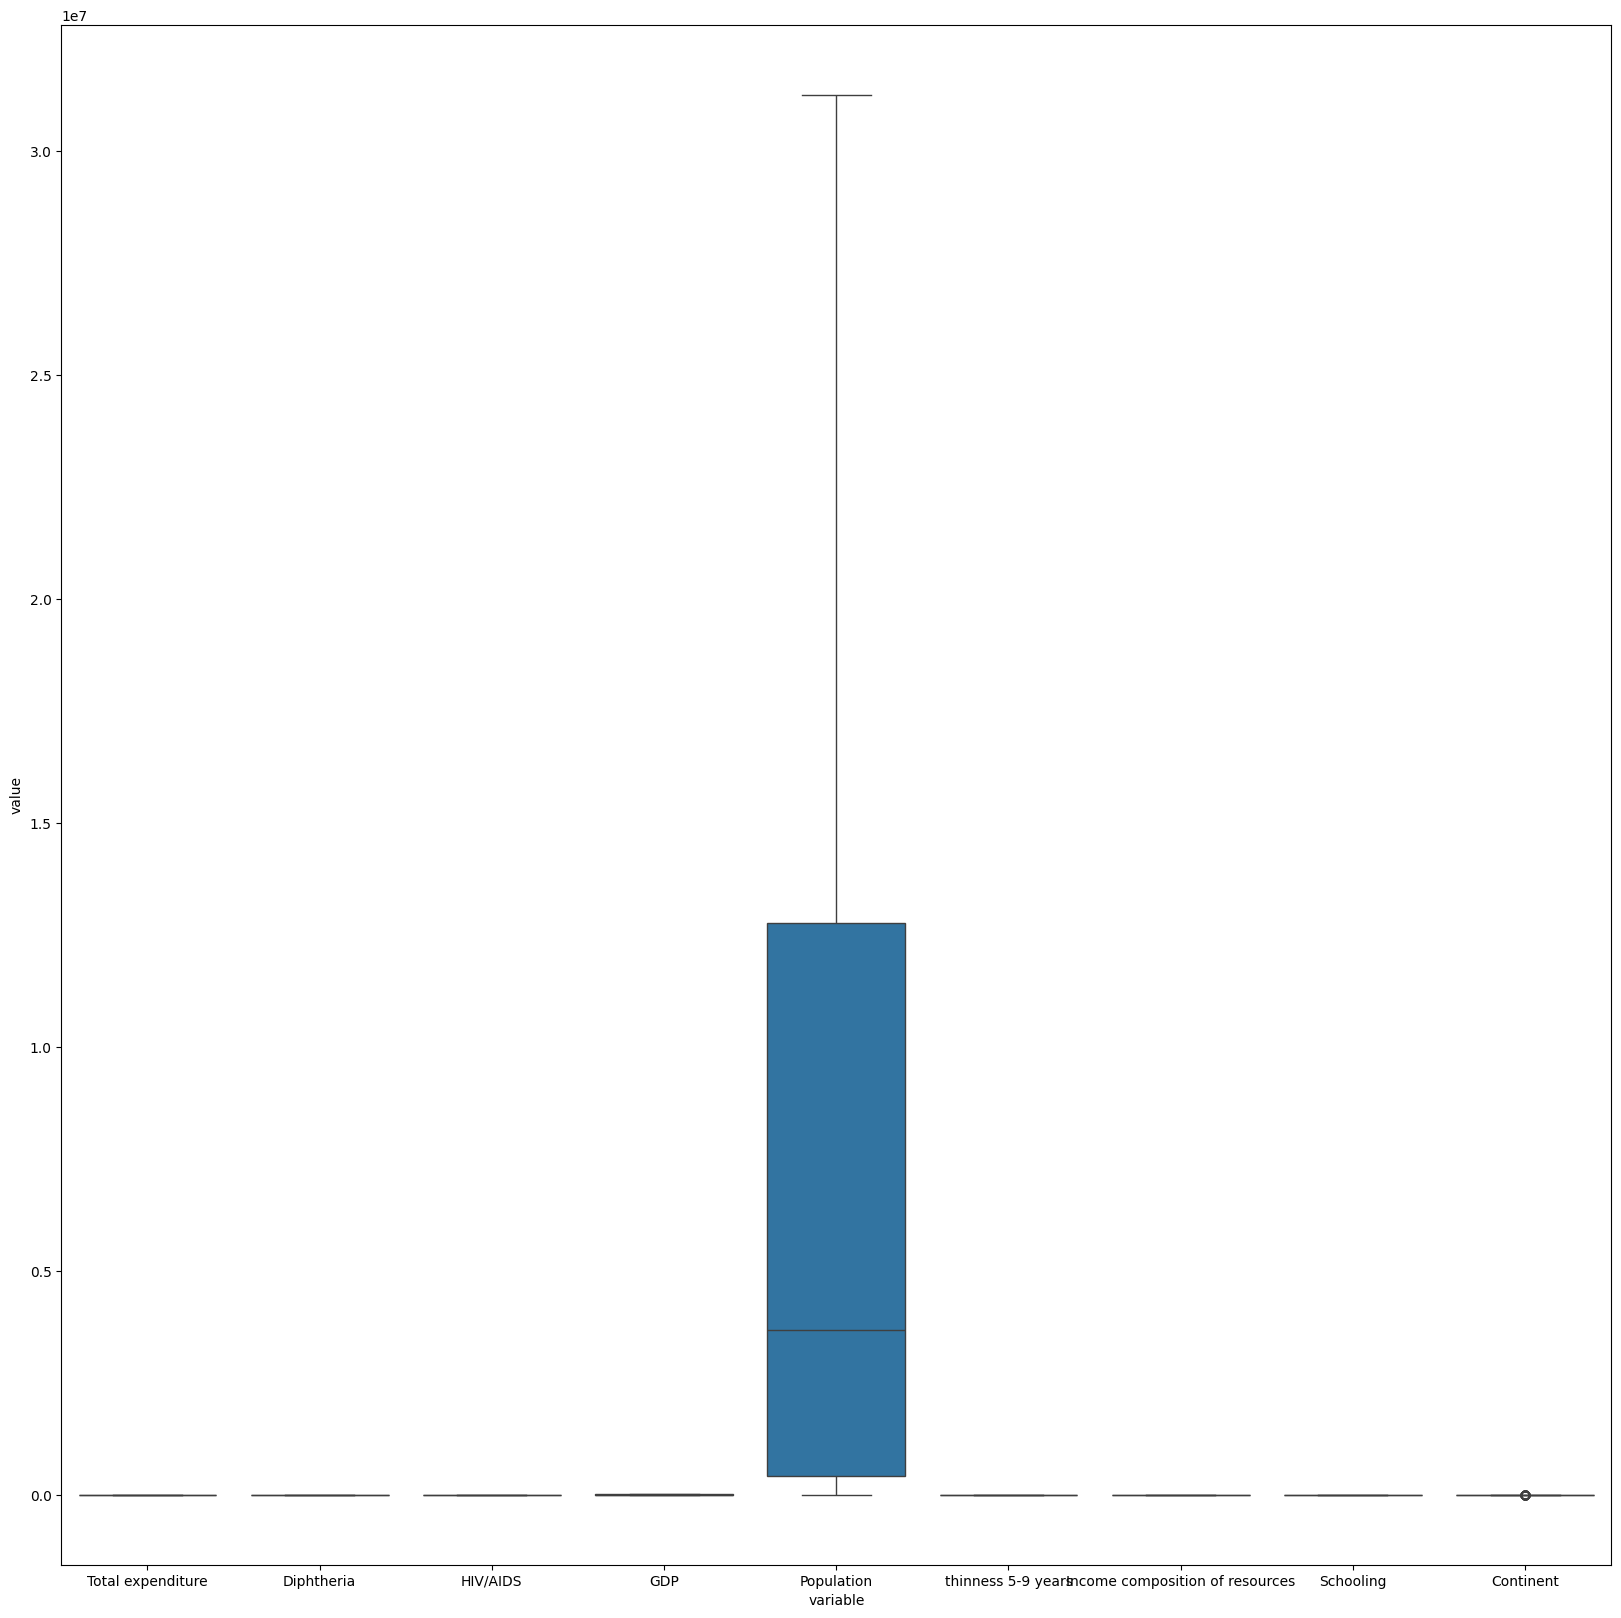 1e7
3.0
2.5
2.0
1.5
1.0
0.5
0.0
value
Total expenditure Diphtheria HIV/AIDS GDP Population thinness 5-9 years Income composition of resources Schooling Continent
variable